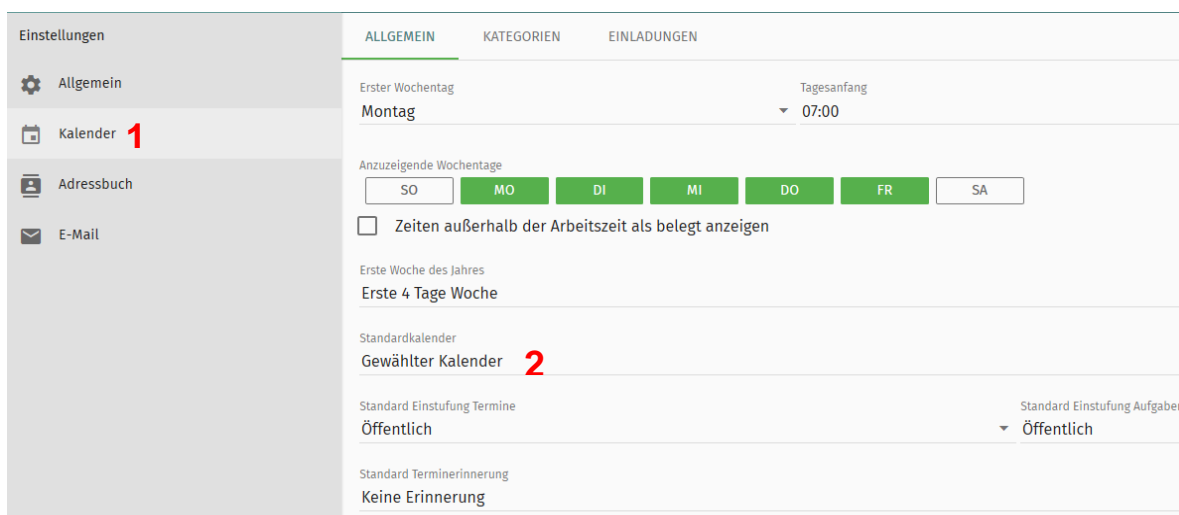 Einstellungen
Allgemein
Kalender 1
Adressbuch
E-Mail
ALLGEMEIN KATEGORIEN EINLADUNGEN
Erster Wochentag Tagesanfang
Montag 07:00
Anzuzeigende Wochentage
SO MO DI MI DO FR SA
Zeiten außerhalb der Arbeitszeit als belegt anzeigen
Erste Woche des Jahres
Erste 4 Tage Woche
Standardkalender
Gewählter Kalender 2
Standard Einstufung Termine Standard Einstufung Aufgaben
Öffentlich Öffentlich
Standard Terminerinnerung
Keine Erinnerung